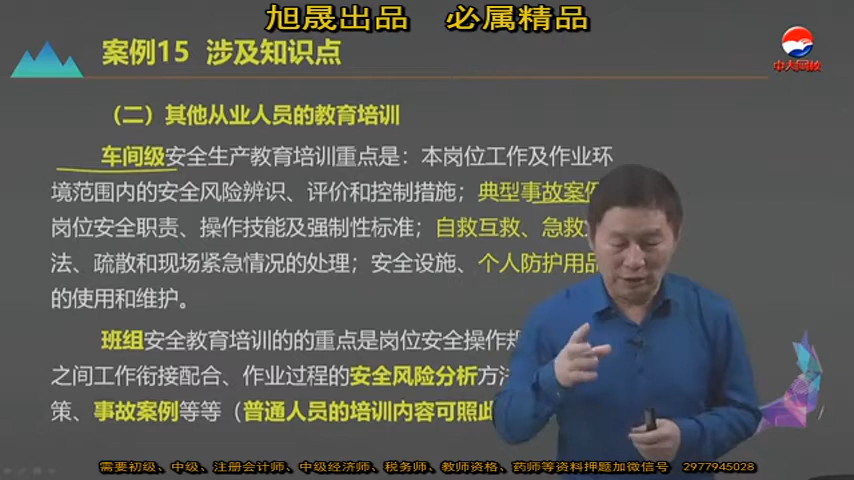 旭晟出品 必属精品
案例15 涉及知识点
中大网校
（二）其他从业人员的教育培训
车间级安全生产教育培训重点是：本岗位工作及作业环
境范围内的安全风险辨识、评价和控制措施；典型事故案
岗位安全职责、操作技能及强制性标准；自救互救、急救
法、疏散和现场紧急情况的处理；安全设施、个人防护用品
的使用和维护。
班组安全教育培训的的重点是岗位安全操作
之间工作衔接配合、作业过程的安全风险分析方
策、事故案例等等（普通人员的培训内容可照此
需要初级、中级、注册会计师、中级经济师、税务师、教师资格、药师等资料押题加微信号 2977945028